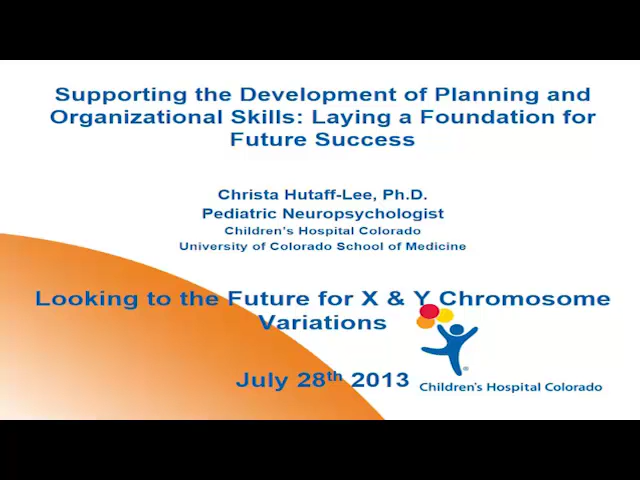 Supporting the Development of Planning and
Organizational Skills: Laying a Foundation for
Future Success
Christa Hutaff-Lee, Ph.D.
Pediatric Neuropsychologist
Children's Hospital Colorado
University of Colorado School of Medicine
Looking to the Future for X & Y Chromosome
Variations
July 28th 2013
Children's Hospital Colorado